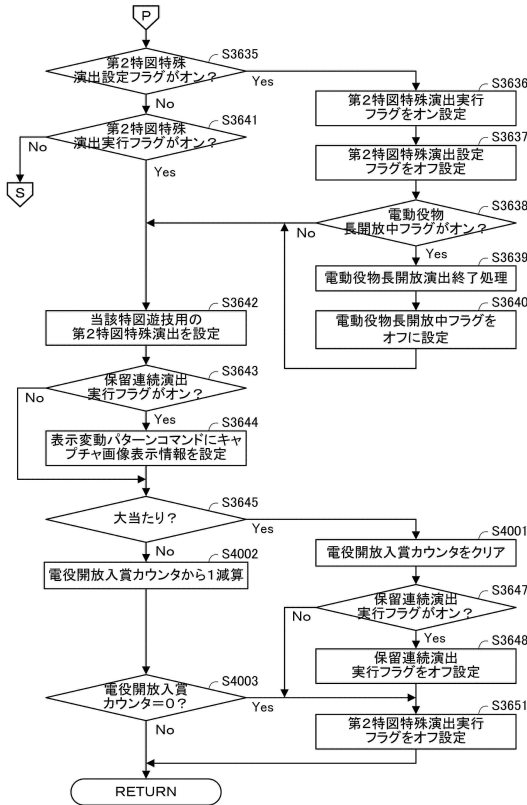 P
S3635
第2特図特殊
演出設定フラグがオン？
Yes
No
S3636
第2特図特殊演出実行
フラグをオン設定
S3641
第2特図特殊
演出実行フラグがオン？
No
Yes
S
S3637
第2特図特殊演出設定
フラグをオフ設定
S3638
電動役物
長開放中フラグがオン？
No
Yes
S3639
電動役物長開放演出終了処理
S3640
電動役物長開放中フラグを
オフに設定
S3642
当該特図遊技用の
第2特図特殊演出を設定
S3643
保留連続演出
実行フラグがオン？
No
Yes
S3644
表示変動パターンコマンドにキャ
プチャ画像表示情報を設定
S3645
大当たり？
Yes
No
S4001
電役開放入賞カウンタをクリア
S4002
電役開放入賞カウンタから1減算
S3647
保留連続演出
実行フラグがオン？
No
Yes
S3648
保留連続演出
実行フラグをオフ設定
S4003
電役開放入賞
カウンタ＝0？
Yes
No
S3651
第2特図特殊演出実行
フラグをオフ設定
RETURN